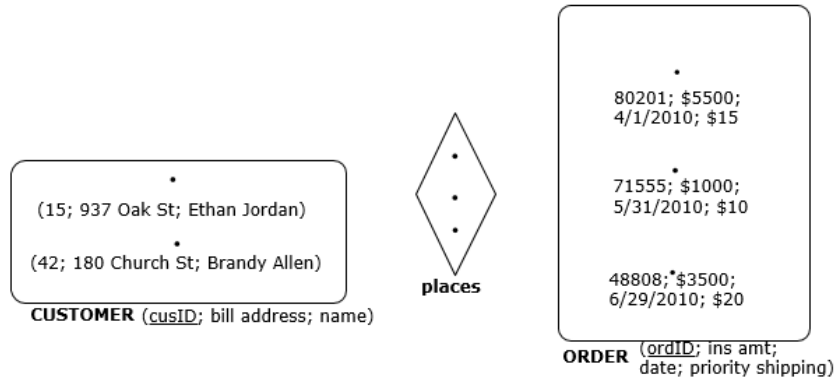 80201; $5500;
4/1/2010; $15
71555; $1000;
5/31/2010; $10
48808; $3500;
6/29/2010; $20
(15; 937 Oak St; Ethan Jordan)
(42; 180 Church St; Brandy Allen)
places
CUSTOMER (cusID; bill address; name)
ORDER (ordID; ins amt;
date; priority shipping)